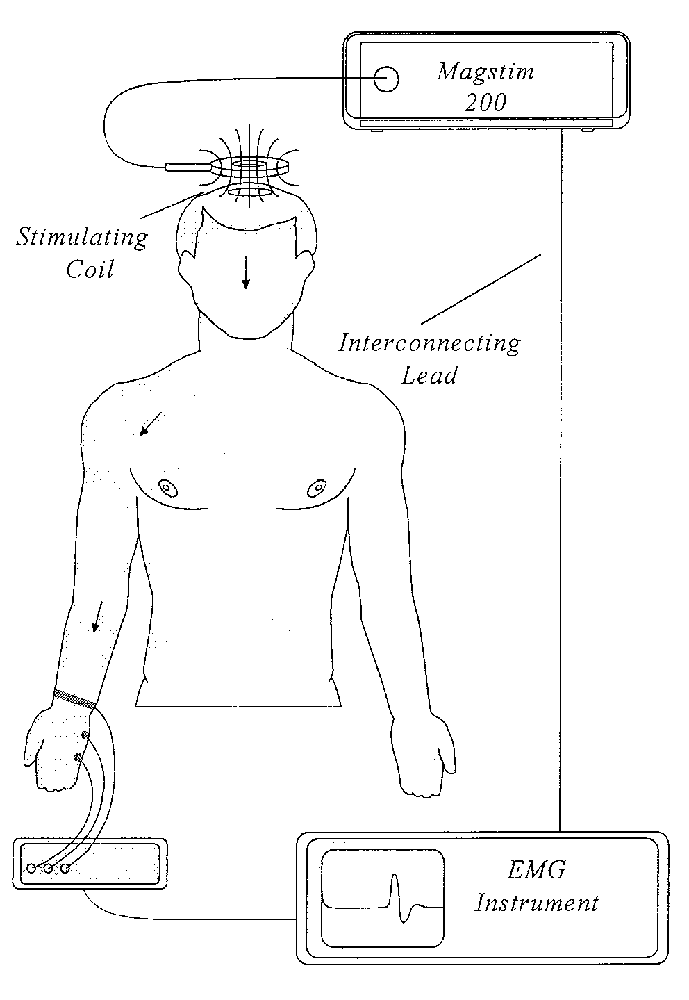 Magstim
200
Stimulating
Coil
Interconnecting
Lead
EMG
Instrument